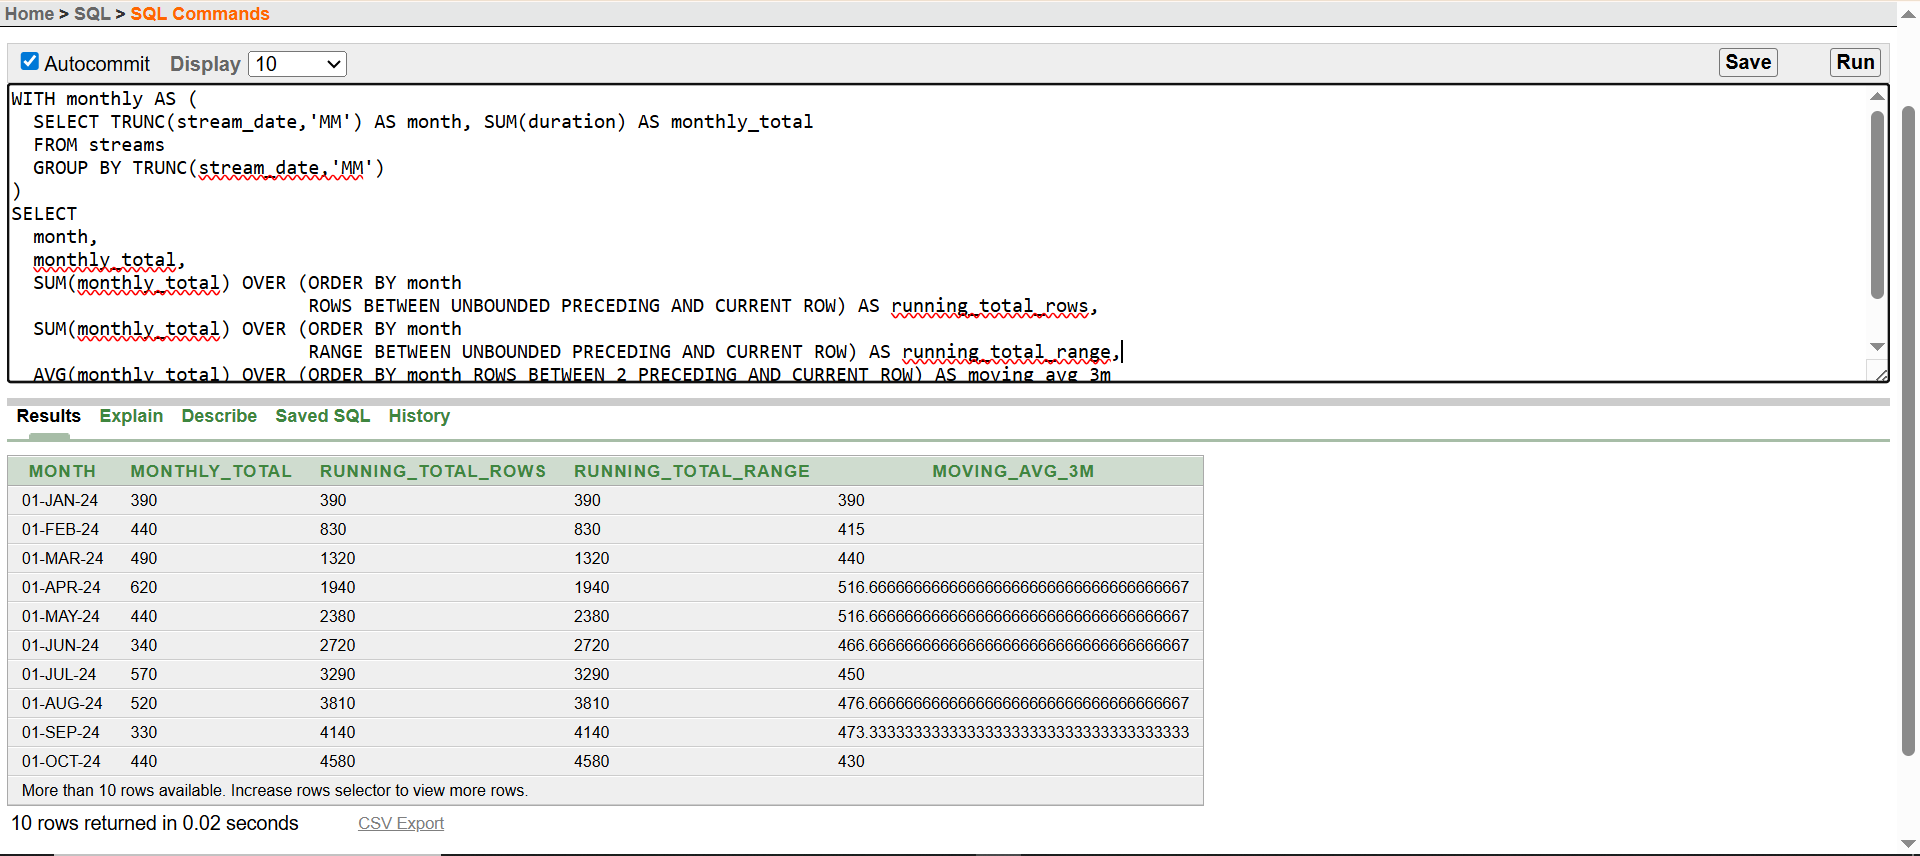 Home > SQL > SQL Commands
Autocommit Display 10 Save Run
WITH monthly AS (
  SELECT TRUNC(stream_date,'MM') AS month, SUM(duration) AS monthly_total
  FROM streams
  GROUP BY TRUNC(stream_date,'MM')
)
SELECT
  month,
  monthly_total,
  SUM(monthly_total) OVER (ORDER BY month
                           ROWS BETWEEN UNBOUNDED PRECEDING AND CURRENT ROW) AS running_total_rows,
  SUM(monthly_total) OVER (ORDER BY month
                           RANGE BETWEEN UNBOUNDED PRECEDING AND CURRENT ROW) AS running_total_range,
  AVG(monthly_total) OVER (ORDER BY month ROWS BETWEEN 2 PRECEDING AND CURRENT ROW) AS moving_avg_3m
Results Explain Describe Saved SQL History
MONTH MONTHLY_TOTAL RUNNING_TOTAL_ROWS RUNNING_TOTAL_RANGE MOVING_AVG_3M
01-JAN-24 390 390 390 390
01-FEB-24 440 830 830 415
01-MAR-24 490 1320 1320 440
01-APR-24 620 1940 1940 516.666666666666666666666666666666666667
01-MAY-24 440 2380 2380 516.666666666666666666666666666666666667
01-JUN-24 340 2720 2720 466.666666666666666666666666666666666667
01-JUL-24 570 3290 3290 450
01-AUG-24 520 3810 3810 476.666666666666666666666666666666666667
01-SEP-24 330 4140 4140 473.333333333333333333333333333333333333
01-OCT-24 440 4580 4580 430
More than 10 rows available. Increase rows selector to view more rows.
10 rows returned in 0.02 seconds CSV Export